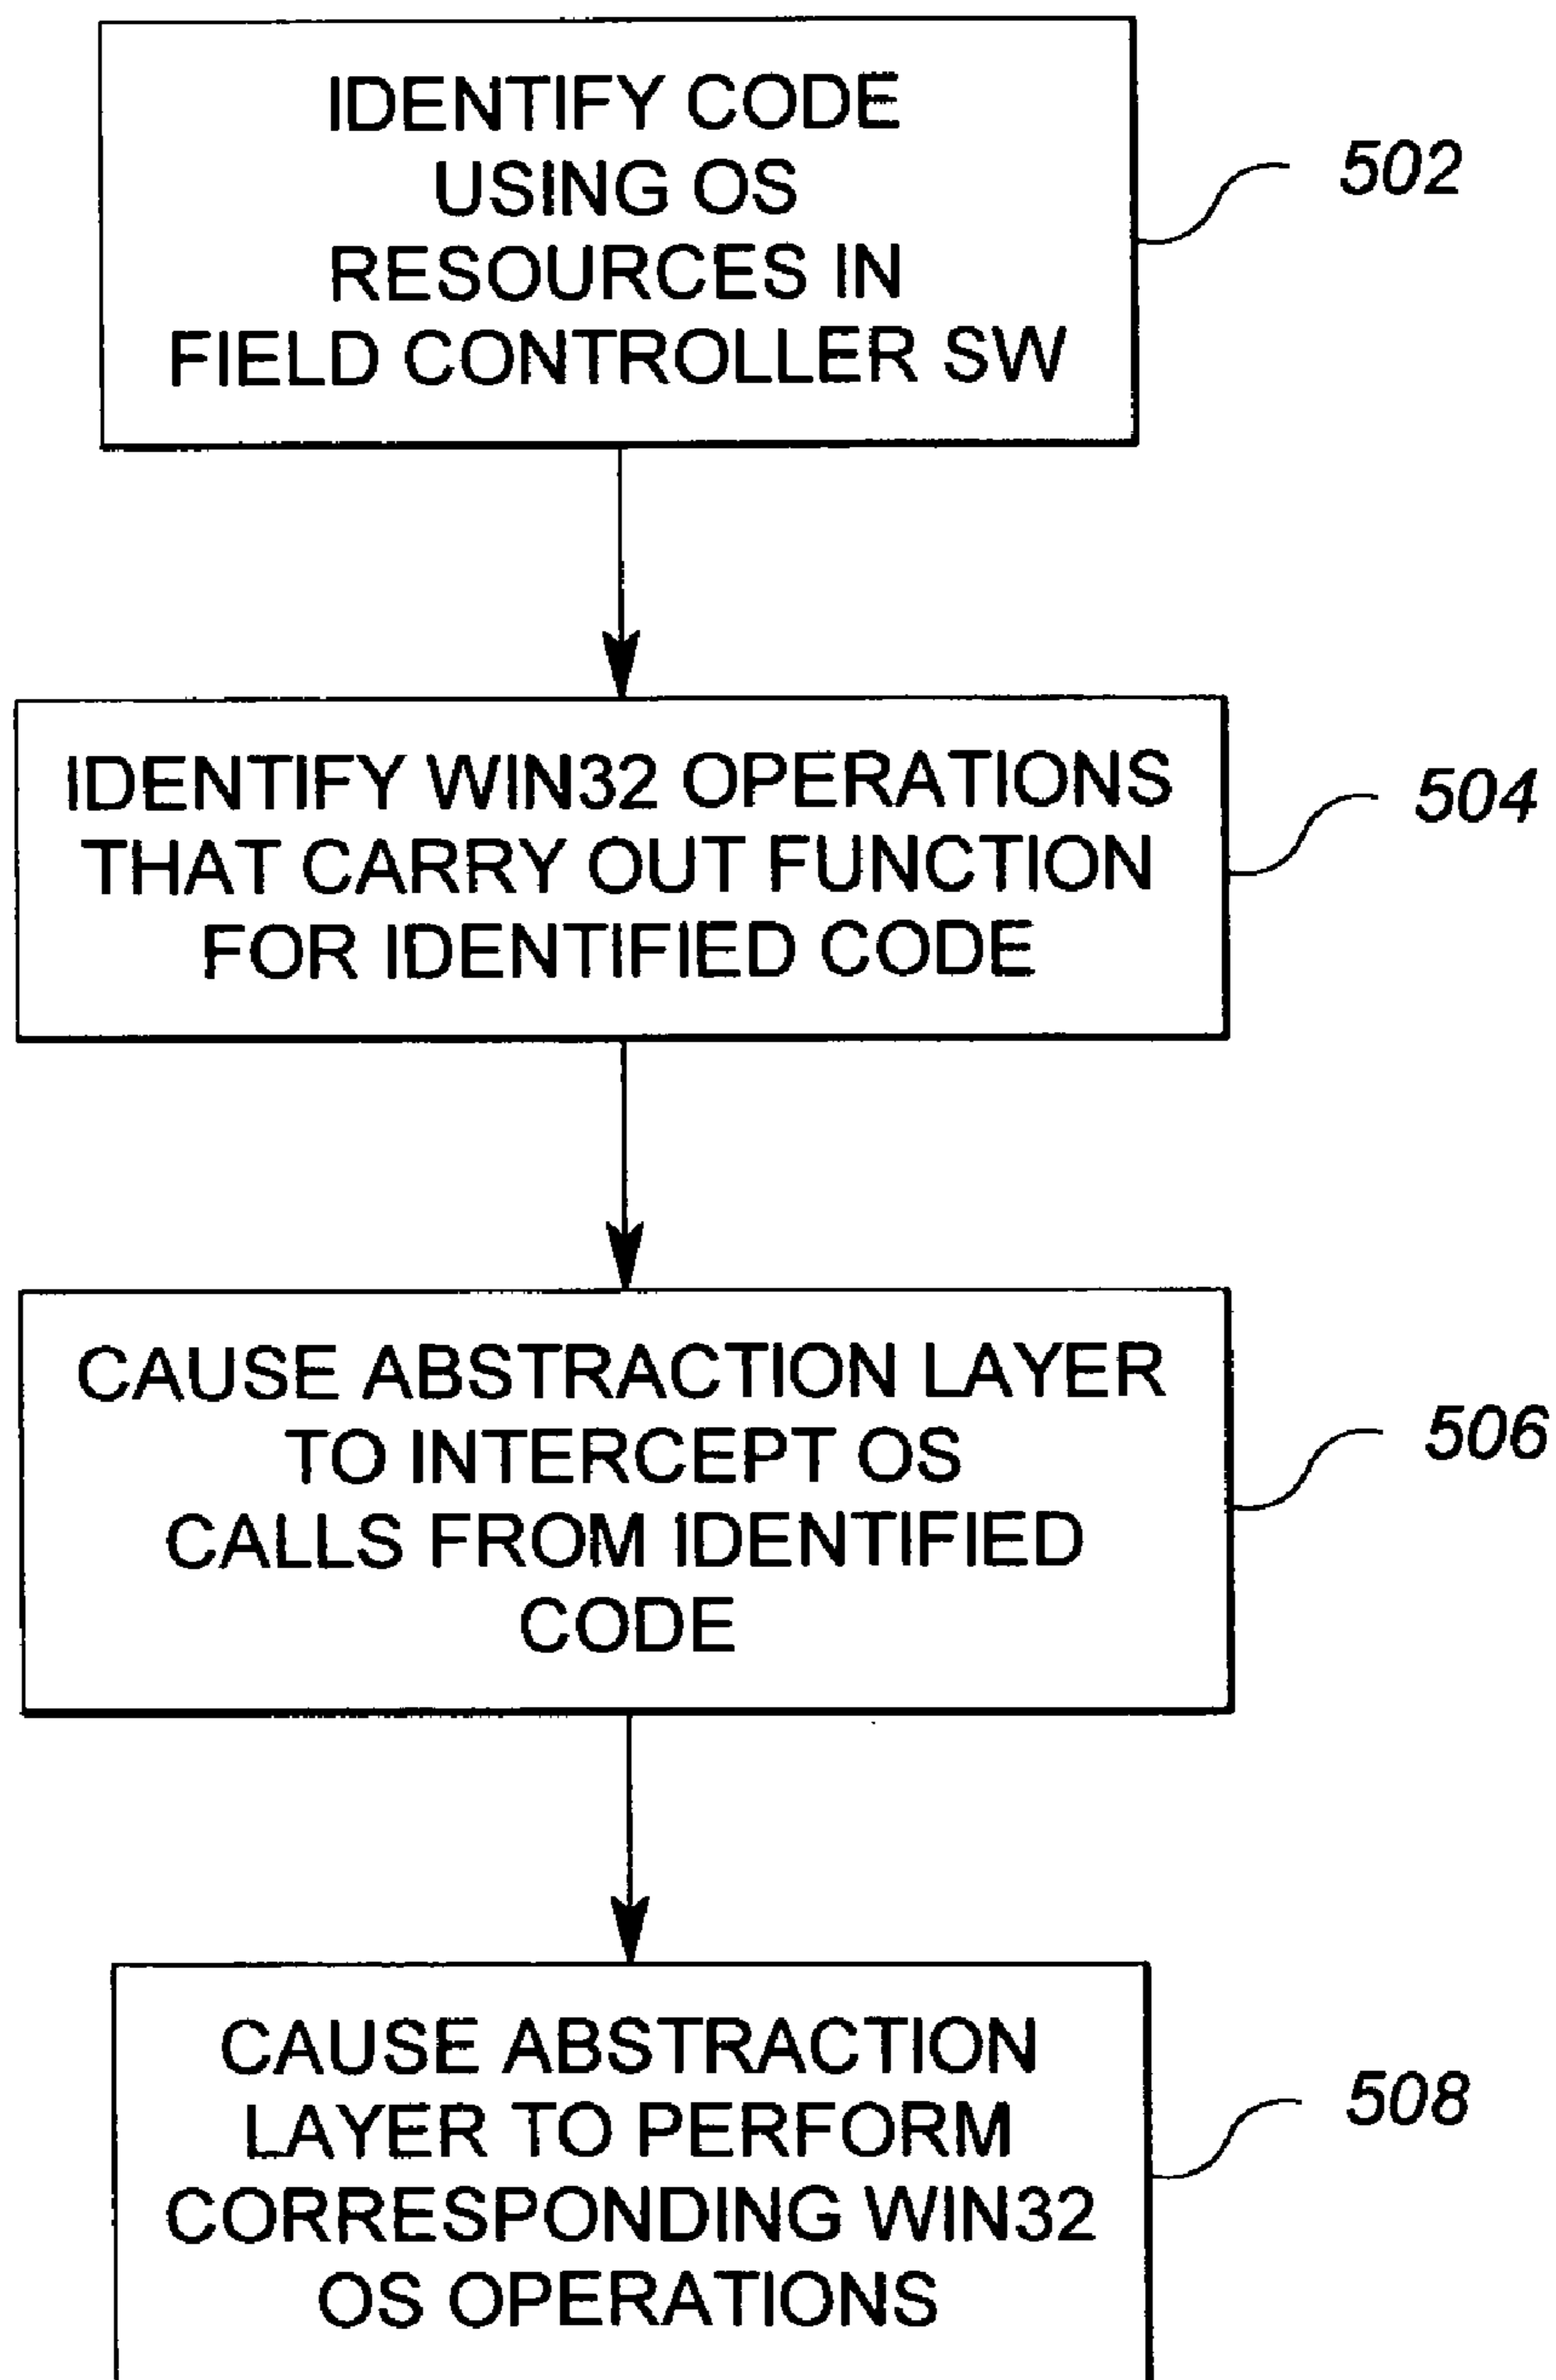 IDENTIFY CODE
USING OS
RESOURCES IN
FIELD CONTROLLER SW
502
IDENTIFY WIN32 OPERATIONS
THAT CARRY OUT FUNCTION
FOR IDENTIFIED CODE
504
CAUSE ABSTRACTION LAYER
TO INTERCEPT OS
CALLS FROM IDENTIFIED
CODE
506
CAUSE ABSTRACTION
LAYER TO PERFORM
CORRESPONDING WIN32
OS OPERATIONS
508